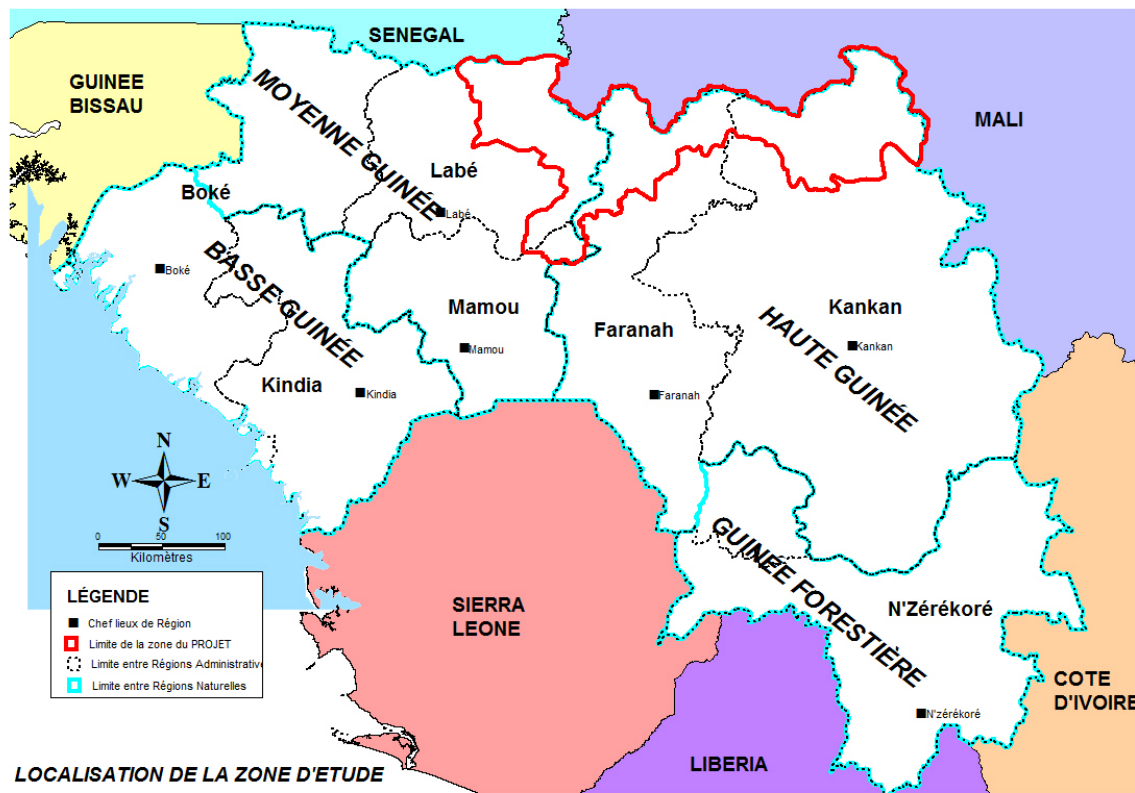 SENEGAL
GUINEE
BISSAU
MALI
MOYENNE GUINÉE
Labé
Labé
Boké
Boké
BASSE GUINÉE
Mamou
Mamou
Faranah
Faranah
Kankan
Kankan
HAUTE GUINÉE
Kindia
Kindia
N
W E
S
0 50 100
Kilomètres
GUINÉE FORESTIÈRE
N'Zérékoré
N'zérékoré
SIERRA
LEONE
COTE
D'IVOIRE
LIBERIA
LÉGENDE
Chef lieux de Région
Limite de la zone du PROJET
Limite entre Régions Administrative
Limite entre Régions Naturelles
LOCALISATION DE LA ZONE D'ETUDE